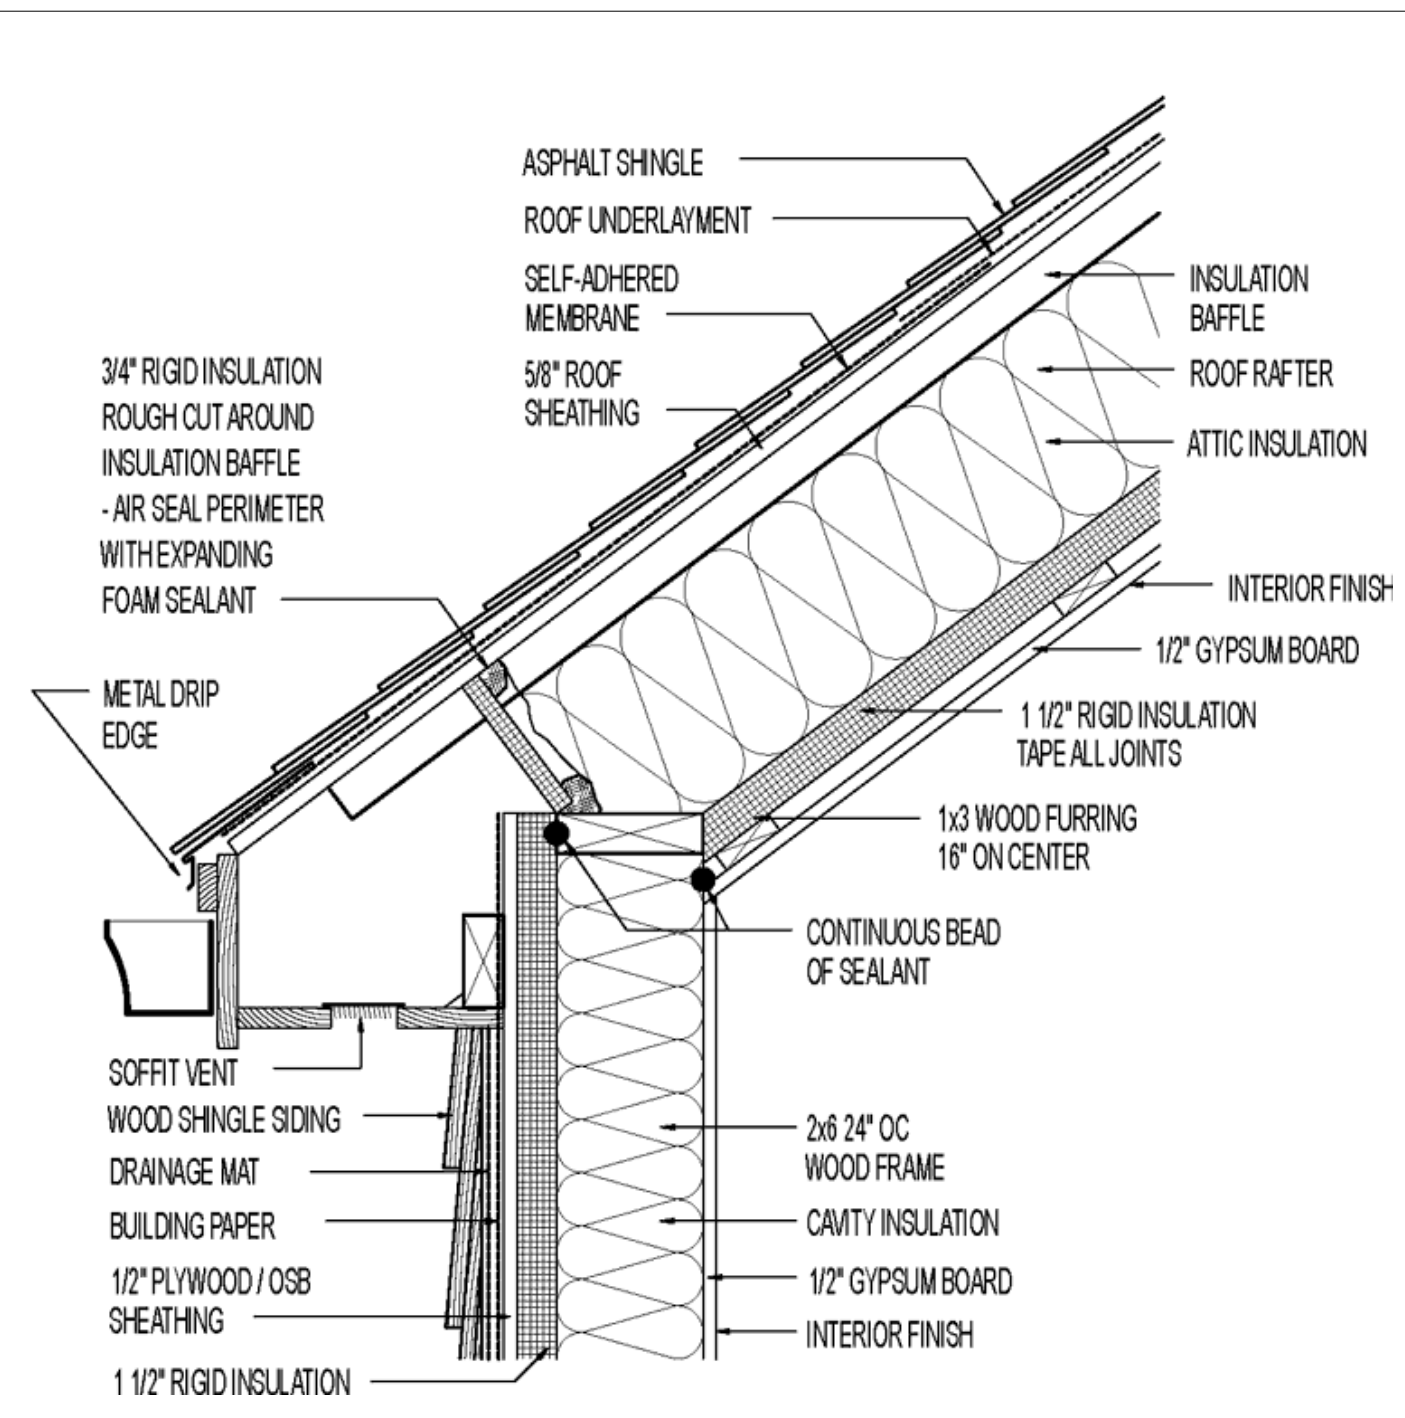 ASPHALT SHINGLE
ROOF UNDERLAYMENT
SELF-ADHERED
MEMBRANE
5/8" ROOF
SHEATHING
3/4" RIGID INSULATION
ROUGH CUT AROUND
INSULATION BAFFLE
- AIR SEAL PERIMETER
WITH EXPANDING
FOAM SEALANT
METAL DRIP
EDGE
INSULATION
BAFFLE
ROOF RAFTER
ATTIC INSULATION
INTERIOR FINISH
1/2" GYPSUM BOARD
1 1/2" RIGID INSULATION
TAPE ALL JOINTS
1x3 WOOD FURRING
16" ON CENTER
CONTINUOUS BEAD
OF SEALANT
SOFFIT VENT
WOOD SHINGLE SIDING
DRAINAGE MAT
BUILDING PAPER
1/2" PLYWOOD / OSB
SHEATHING
1 1/2" RIGID INSULATION
2x6 24" OC
WOOD FRAME
CAVITY INSULATION
1/2" GYPSUM BOARD
INTERIOR FINISH